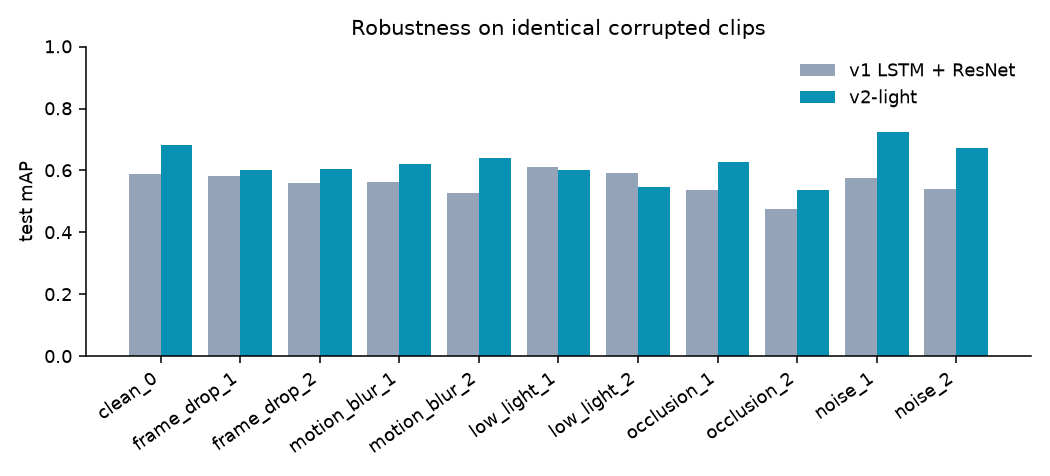 Robustness on identical corrupted clips
v1 LSTM + ResNet
v2-light
test mAP
1.0
0.8
0.6
0.4
0.2
0.0
clean_0
frame_drop_1
frame_drop_2
motion_blur_1
motion_blur_2
low_light_1
low_light_2
occlusion_1
occlusion_2
noise_1
noise_2